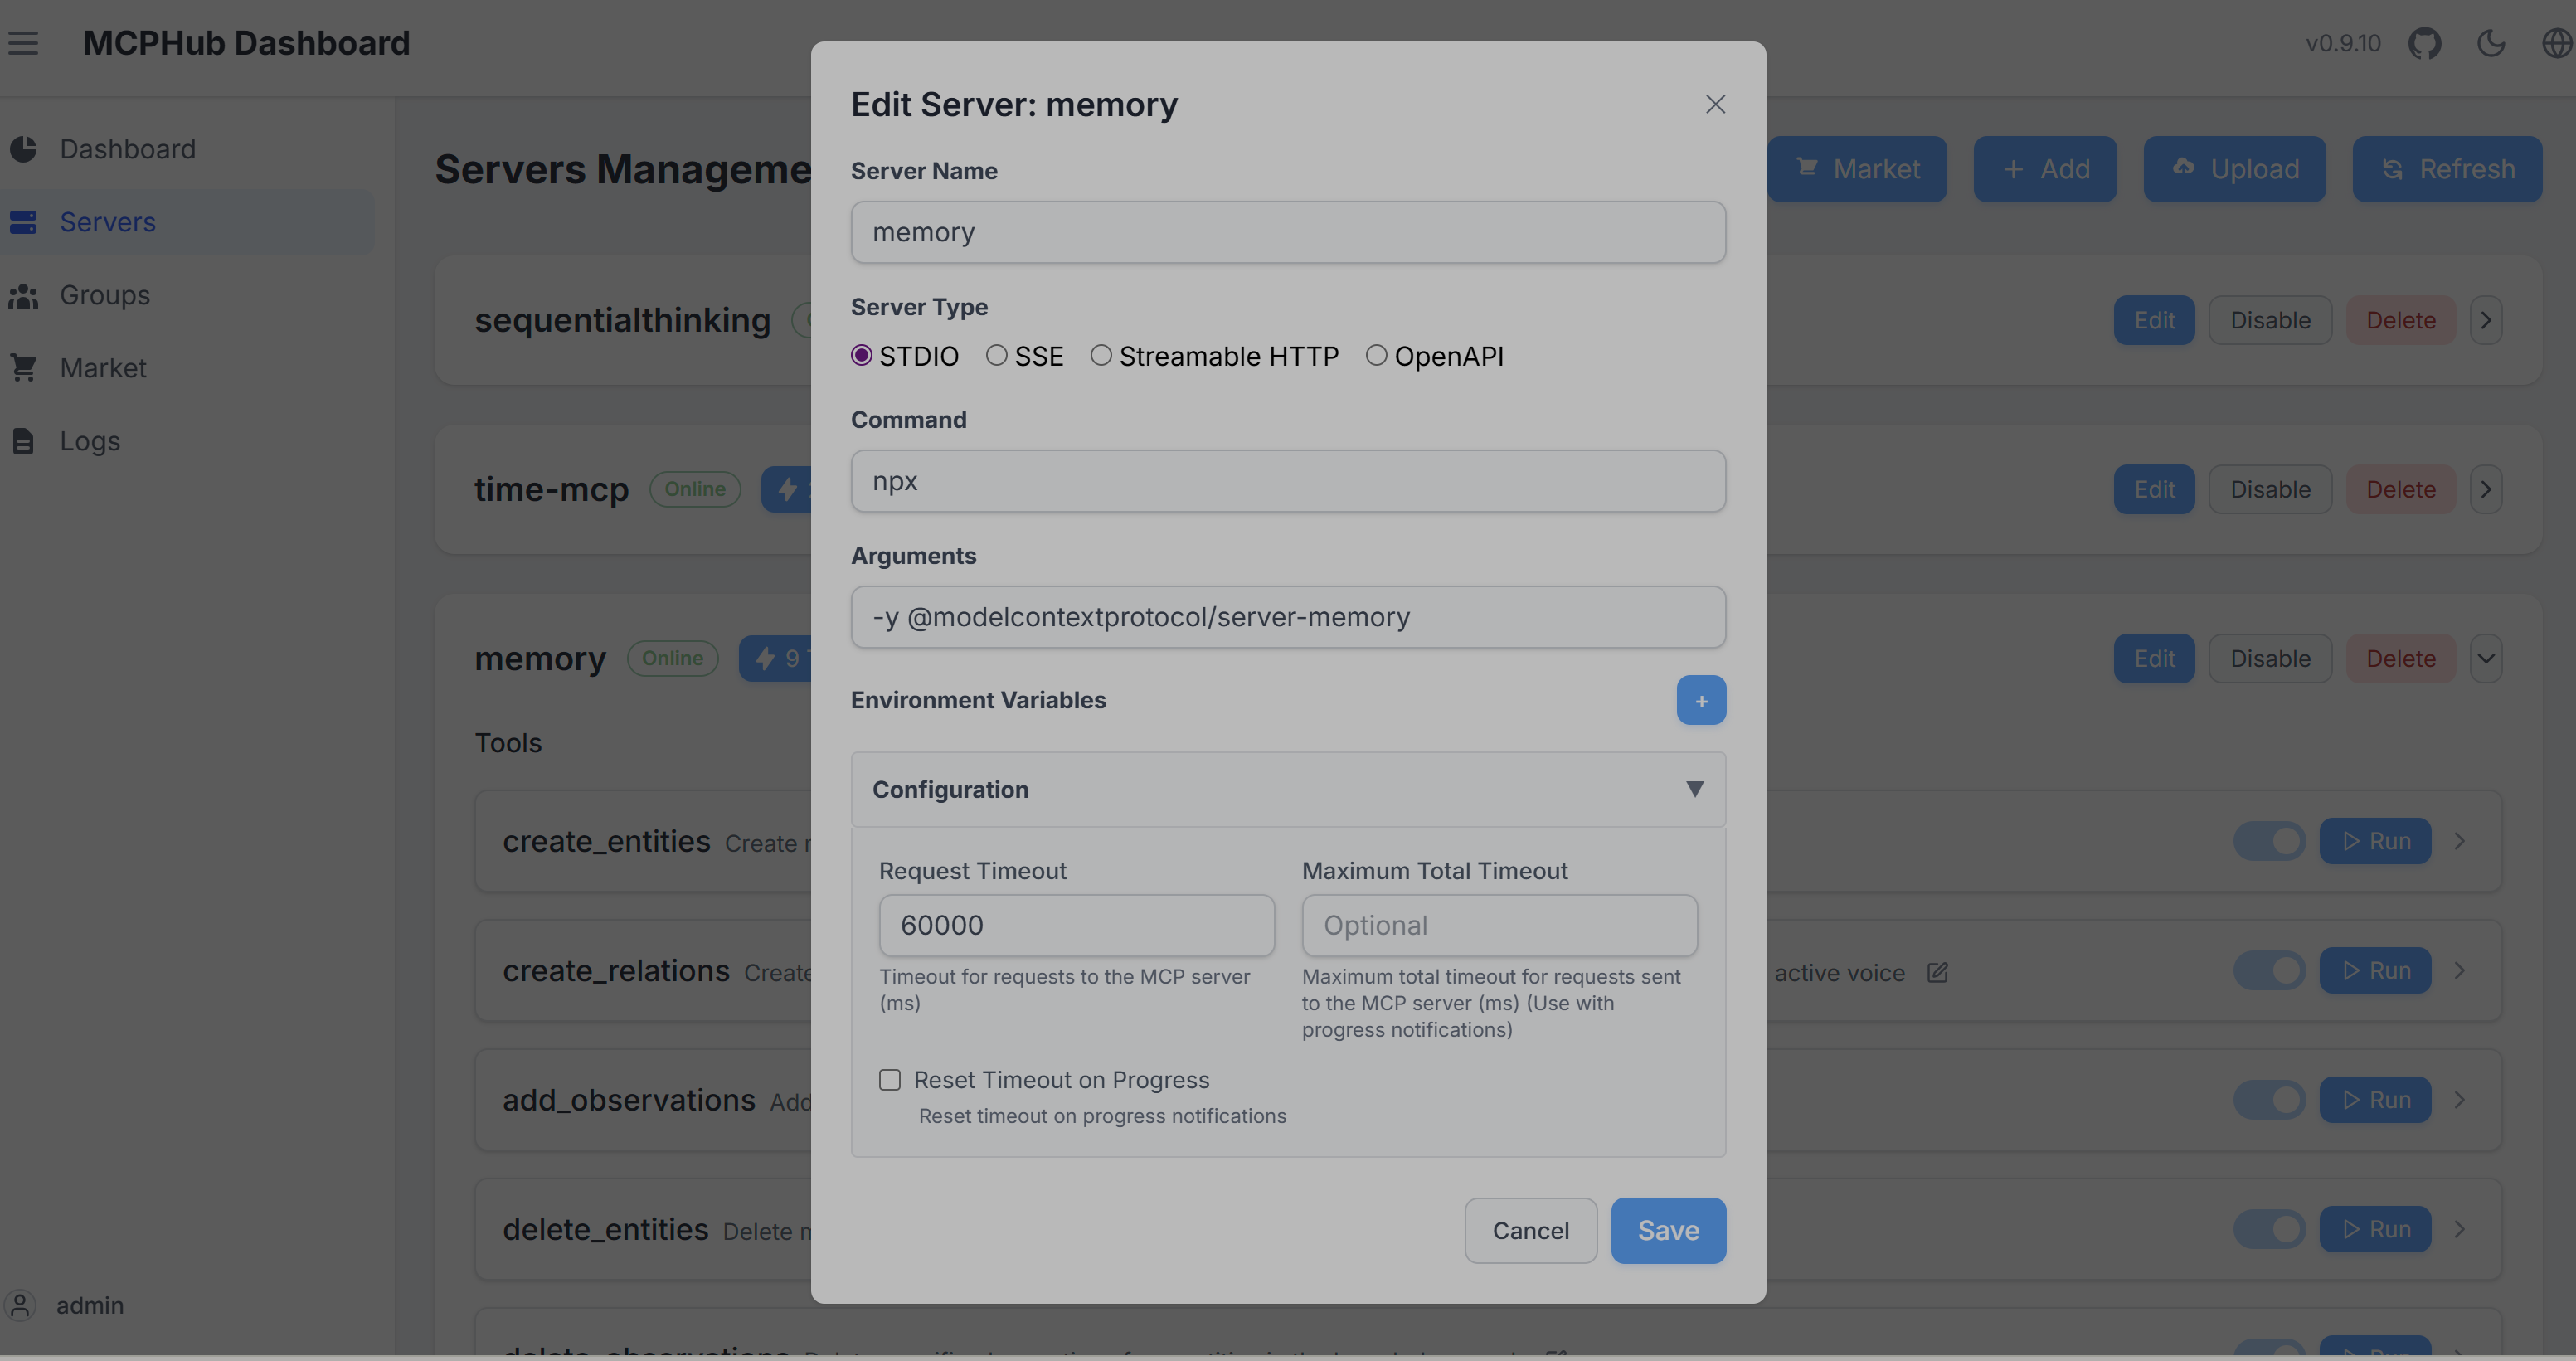 MCPHub Dashboard
v0.9.10
Dashboard
Servers
Groups
Market
Logs
admin
Servers
Market
Add
Upload
Refresh
sequentialthinking
Edit
Disable
Delete
time-mcp
Online
Edit
Disable
Delete
memory
Online
9
Edit
Disable
Delete
Tools
create_entities
Create
Run
create_relations
Create
active voice
Run
add_observations
Add
Run
delete_entities
Delete
Run
Edit Server: memory
Server Name
memory
Server Type
STDIO
SSE
Streamable HTTP
OpenAPI
Command
npx
Arguments
-y @modelcontextprotocol/server-memory
Environment Variables
+
Configuration
Request Timeout
60000
Timeout for requests to the MCP server
(ms)
Maximum Total Timeout
Optional
Maximum total timeout for requests sent
to the MCP server (ms) (Use with
progress notifications)
Reset Timeout on Progress
Reset timeout on progress notifications
Cancel
Save